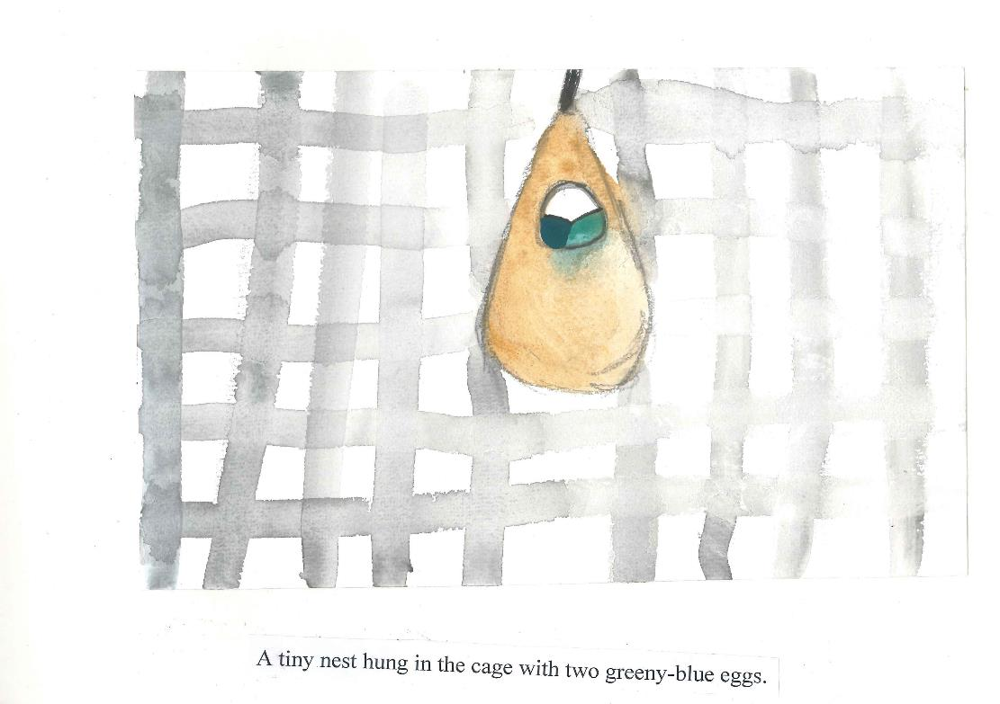 A tiny nest hung in the cage with two greeny-blue eggs.